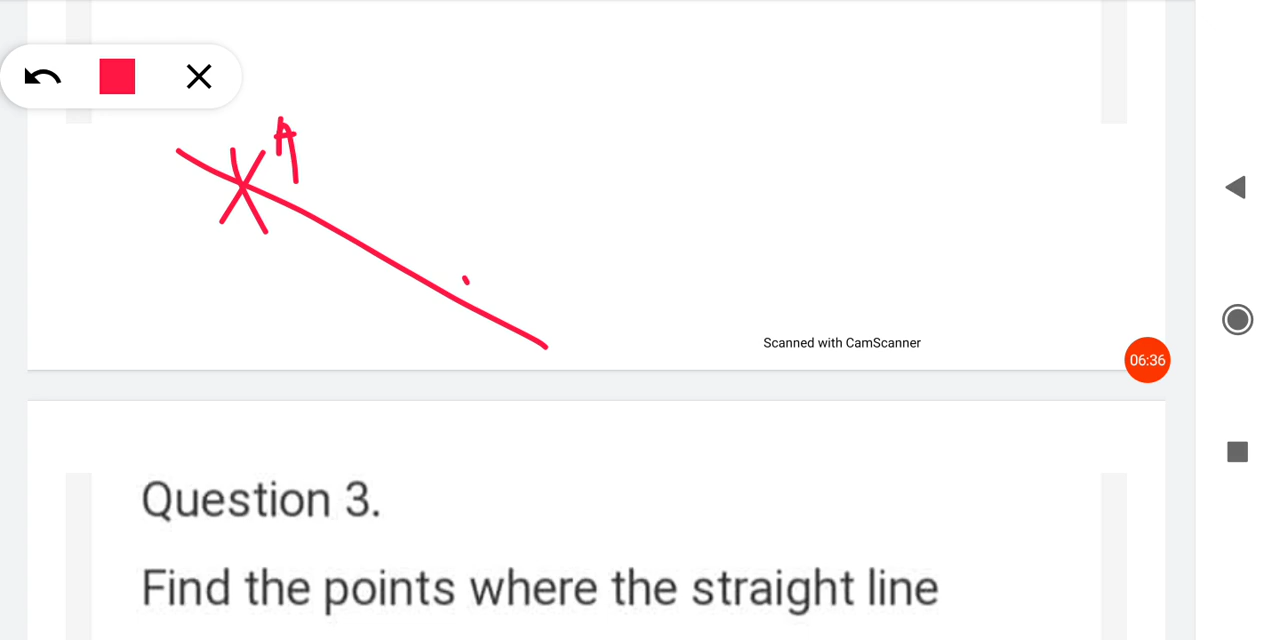 A
Scanned with CamScanner
06:36
Question 3.
Find the points where the straight line